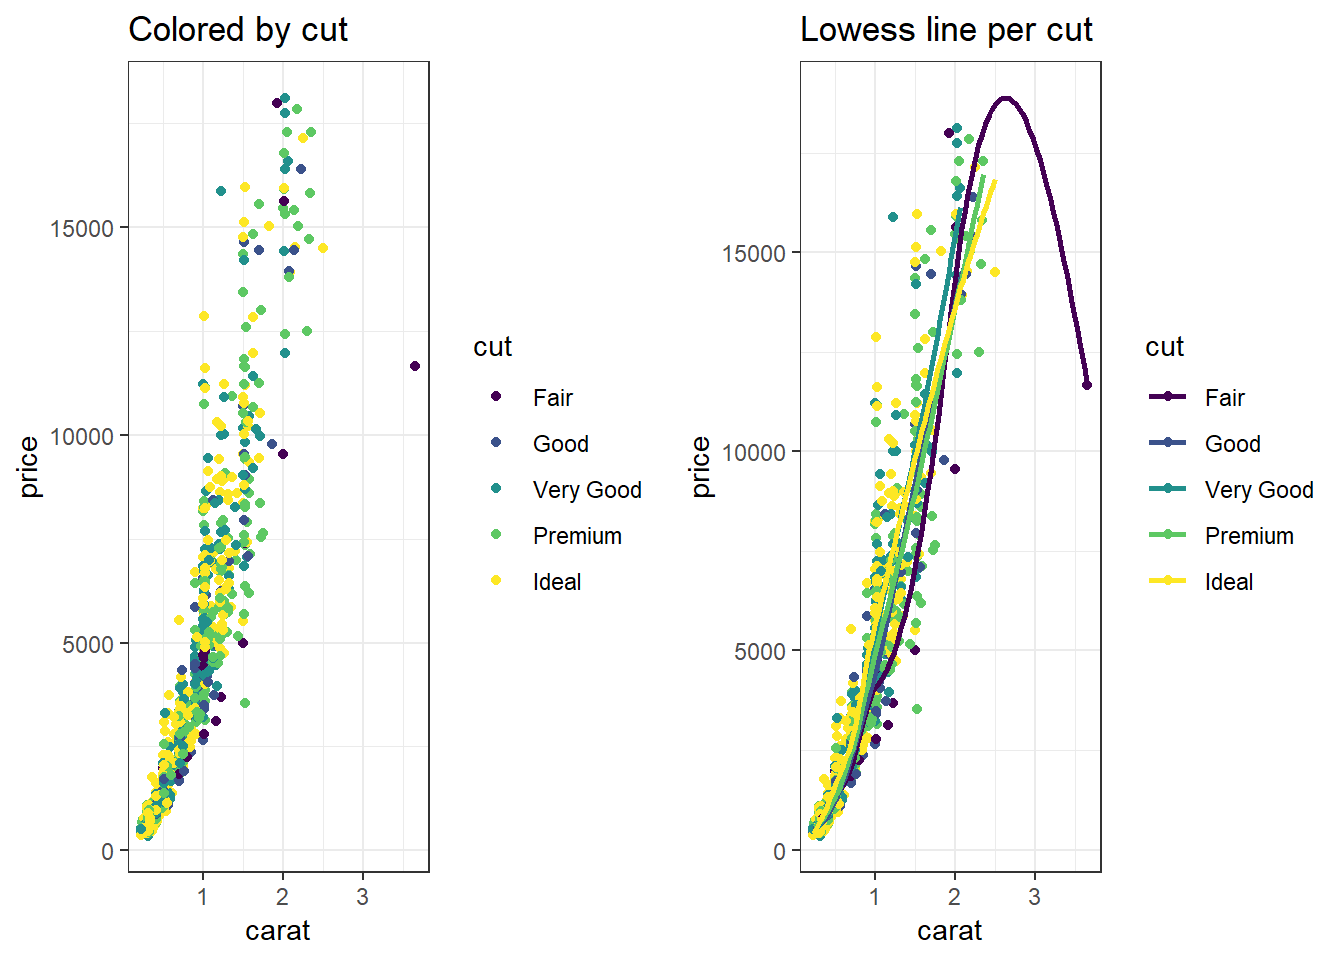 Colored by cut
price
15000
10000
5000
0
1 2 3
carat
cut
Fair
Good
Very Good
Premium
Ideal
Lowess line per cut
price
15000
10000
5000
0
1 2 3
carat
cut
Fair
Good
Very Good
Premium
Ideal